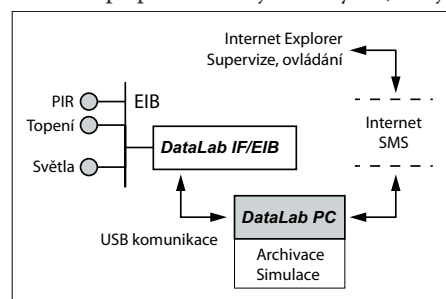 Internet Explorer
Supervize, ovládání
PIR
EIB
Topení
Světla
DataLab IF/EIB
Internet
SMS
USB komunikace
DataLab PC
Archivace
Simulace